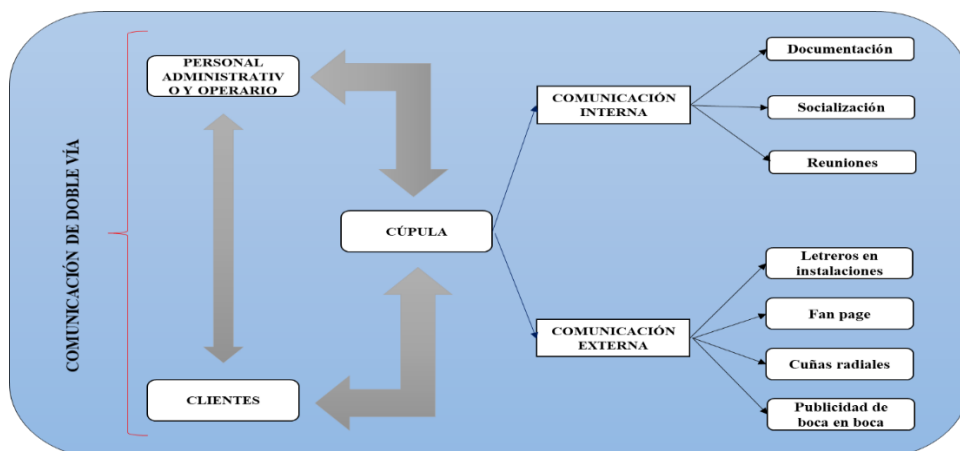 COMUNICACIÓN DE DOBLE VÍA
PERSONAL
ADMINISTRATIV
O Y OPERARIO
CLIENTES
CÚPULA
COMUNICACIÓN
INTERNA
Documentación
Socialización
Reuniones
COMUNICACIÓN
EXTERNA
Letreros en
instalaciones
Fan page
Cuñas radiales
Publicidad de
boca en boca